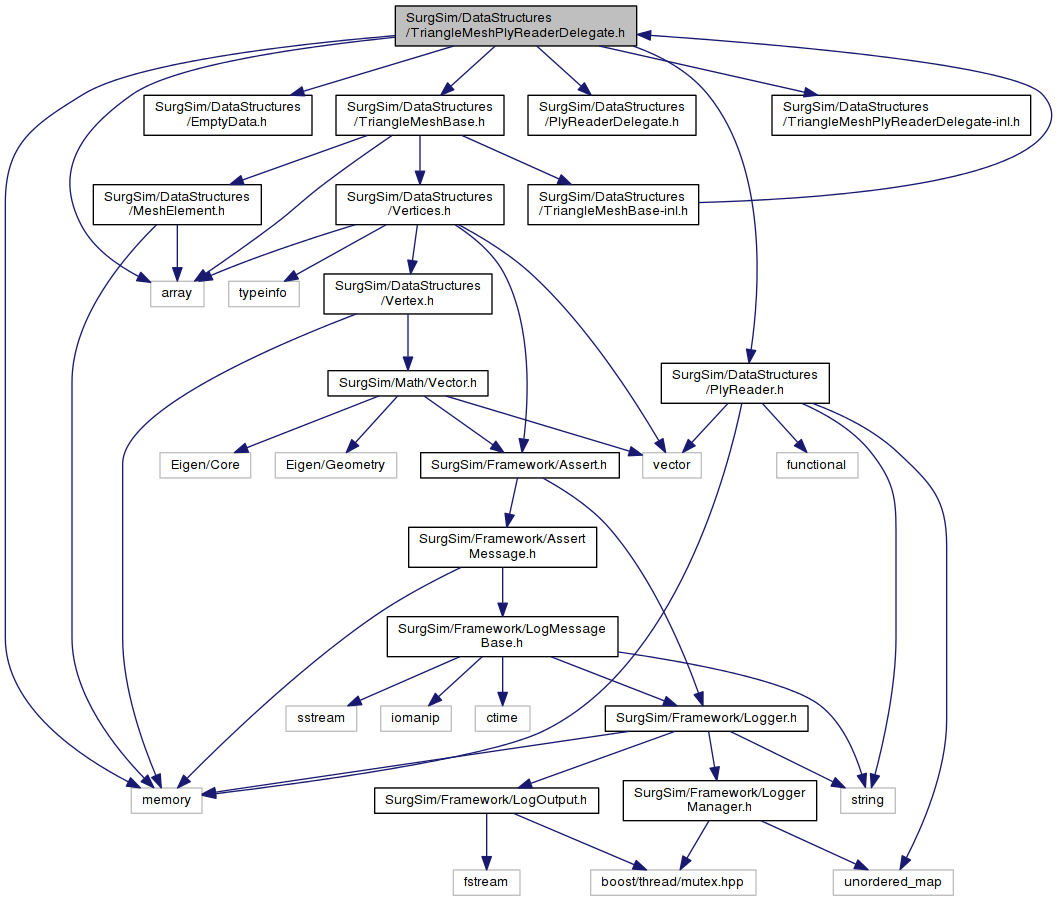 SurgSim/DataStructures
/TriangleMeshPlyReaderDelegate.h
SurgSim/DataStructures
/EmptyData.h
SurgSim/DataStructures
/TriangleMeshBase.h
SurgSim/DataStructures
/PlyReaderDelegate.h
SurgSim/DataStructures
/TriangleMeshPlyReaderDelegate-inl.h
SurgSim/DataStructures
/MeshElement.h
SurgSim/DataStructures
/Vertices.h
SurgSim/DataStructures
/TriangleMeshBase-inl.h
array
typeinfo
SurgSim/DataStructures
/Vertex.h
SurgSim/Math/Vector.h
SurgSim/DataStructures
/PlyReader.h
Eigen/Core
Eigen/Geometry
SurgSim/Framework/Assert.h
vector
functional
SurgSim/Framework/Assert
Message.h
SurgSim/Framework/LogMessage
Base.h
sstream
iomanip
ctime
SurgSim/Framework/Logger.h
memory
SurgSim/Framework/LogOutput.h
SurgSim/Framework/Logger
Manager.h
string
fstream
boost/thread/mutex.hpp
unordered_map